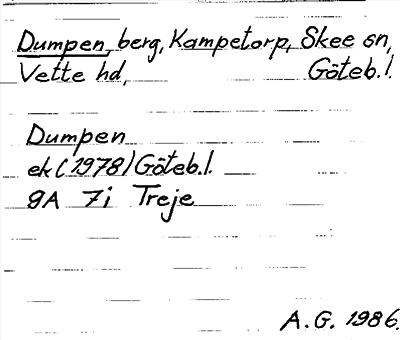 Dumpen, berg, Kampetorp, Skee sn,
Vette hd, Göteb. l.
Dumpen
ek (1978) Göteb. l.
9A 7i Treje
A. G. 1986.